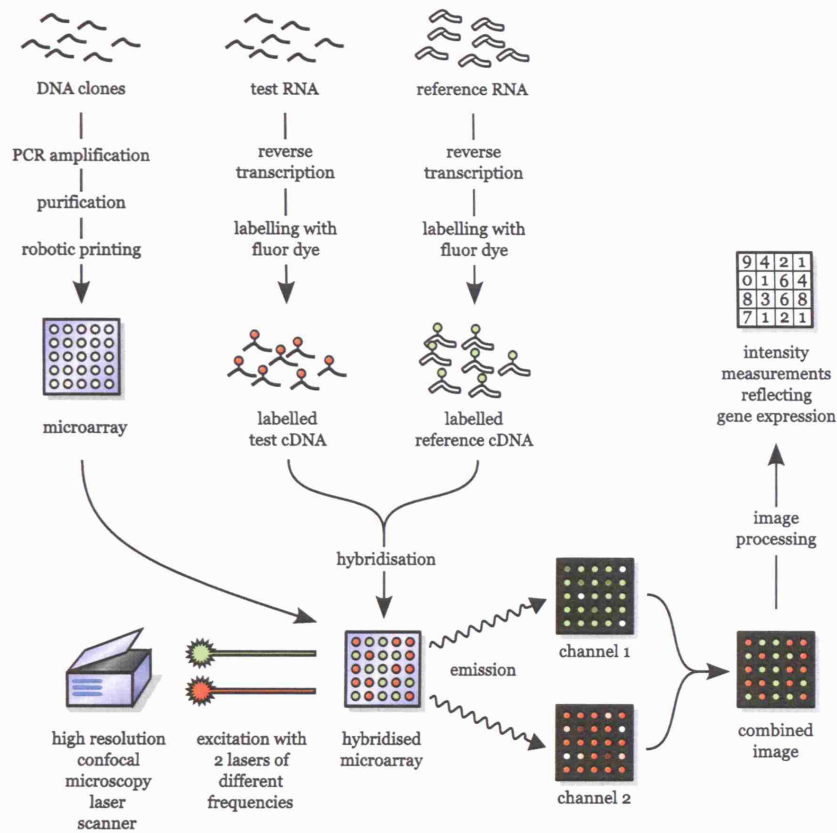 DNA clones
PCR amplification
purification
robotic printing
microarray
test RNA
reverse
transcription
labelling with
fluor dye
labelled
test cDNA
reference RNA
reverse
transcription
labelling with
fluor dye
labelled
reference cDNA
hybridisation
9 4 2 1
0 1 6 4
8 3 6 8
7 1 2 1
intensity
measurements
reflecting
gene expression
image
processing
high resolution
confocal
microscopy
laser
scanner
excitation with
2 lasers of
different
frequencies
hybridised
microarray
emission
channel 1
channel 2
combined
image